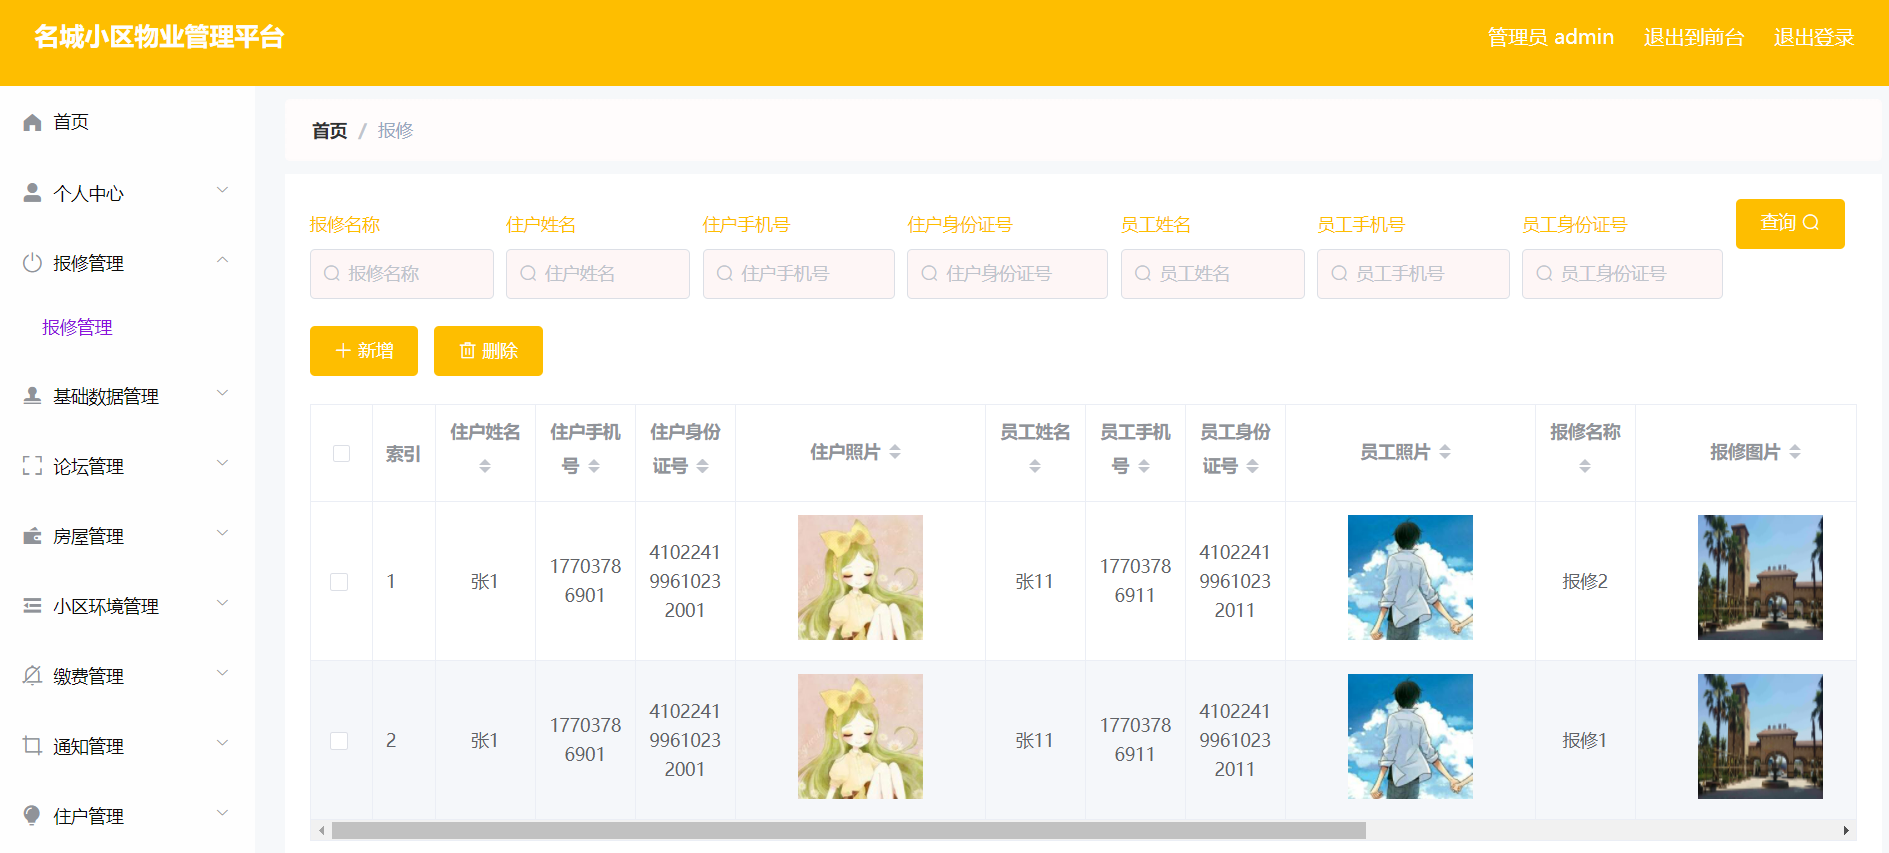 名城小区物业管理平台
管理员 admin 退出到前台 退出登录
首页
个人中心
报修管理
报修管理
基础数据管理
论坛管理
房屋管理
小区环境管理
缴费管理
通知管理
住户管理
首页 / 报修
报修名称 住户姓名 住户手机号 住户身份证号 员工姓名 员工手机号 员工身份证号
报修名称 住户姓名 住户手机号 住户身份证号 员工姓名 员工手机号 员工身份证号
查询
新增 删除
索引 住户姓名 住户手机号 住户身份证号 住户照片 员工姓名 员工手机号 员工身份证号 员工照片 报修名称 报修图片
1 张1 17703786901 410224199610232001 张11 17703786911 410224199610232011 报修2
2 张1 17703786901 410224199610232001 张11 17703786911 410224199610232011 报修1